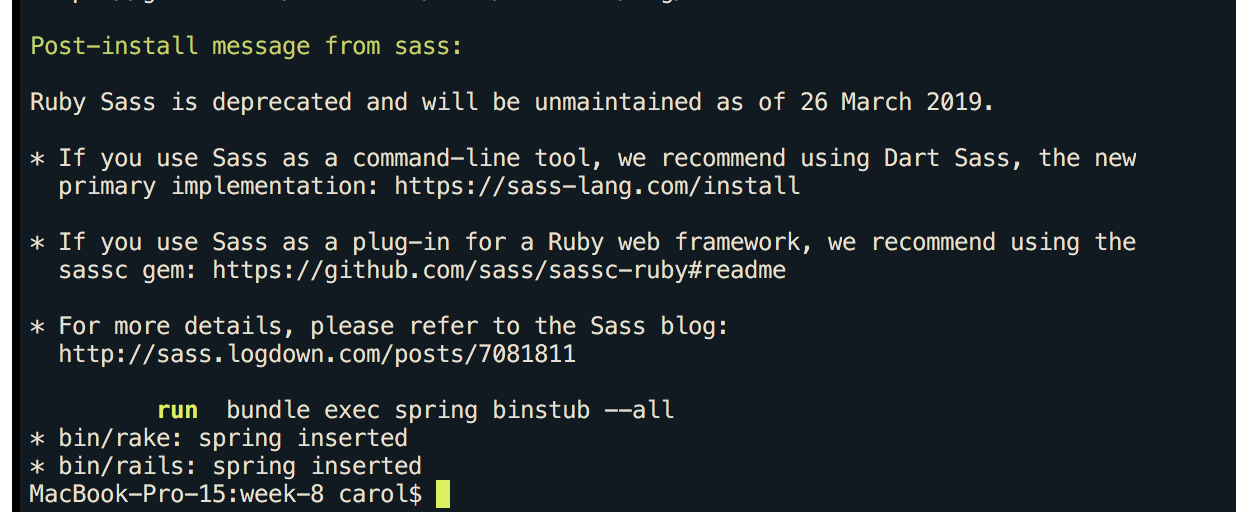 Post-install message from sass:
Ruby Sass is deprecated and will be unmaintained as of 26 March 2019.
* If you use Sass as a command-line tool, we recommend using Dart Sass, the new
primary implementation: https://sass-lang.com/install
* If you use Sass as a plug-in for a Ruby web framework, we recommend using the
sassc gem: https://github.com/sass/sassc-ruby#readme
* For more details, please refer to the Sass blog:
http://sass.logdown.com/posts/7081811
run  bundle exec spring binstub --all
* bin/rake: spring inserted
* bin/rails: spring inserted
MacBook-Pro-15:week-8 carol$